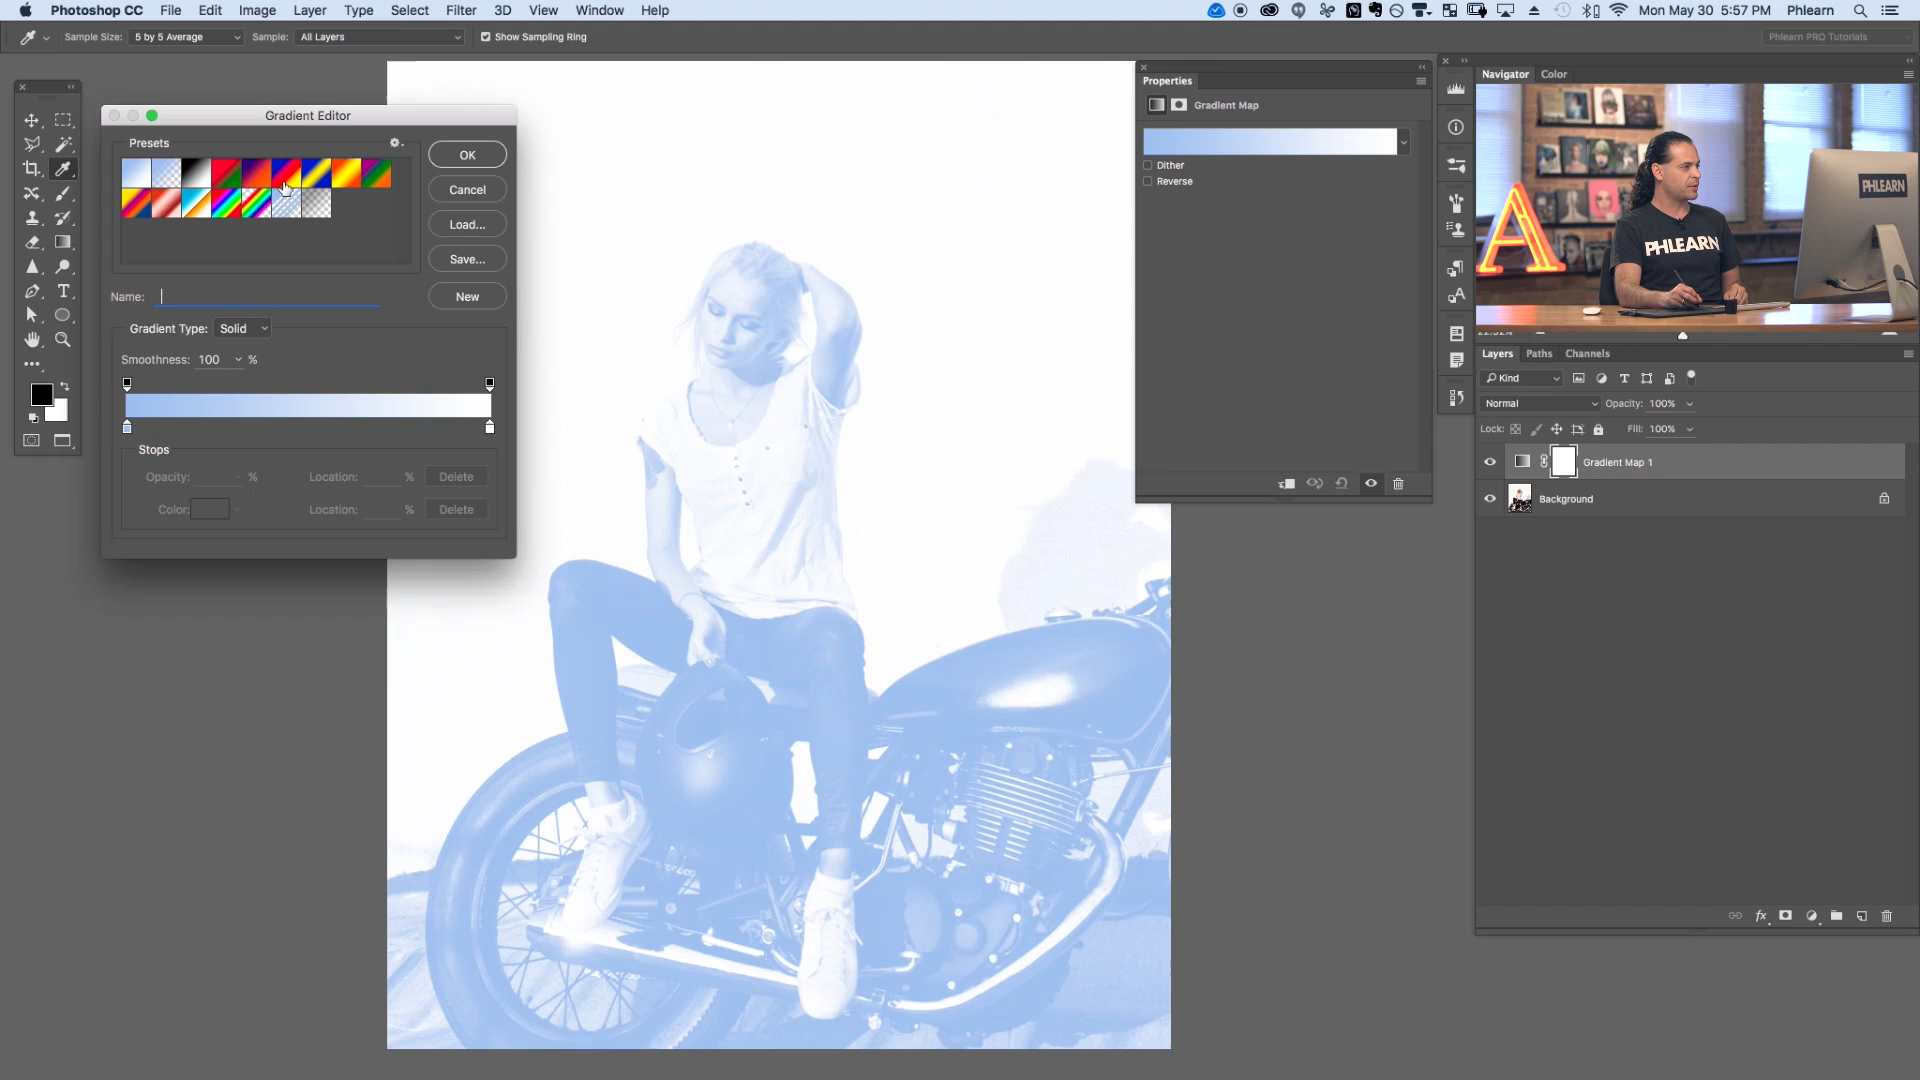 Photoshop CC File Edit Image Layer Type Select Filter 3D View Window Help
Mon May 30 5:57 PM Phlearn
Sample Size: 5 by 5 Average Sample: All Layers Show Sampling Ring
Phlearn PRO Tutorials
Gradient Editor
Presets
OK
Cancel
Load...
Save...
Name:
New
Gradient Type: Solid
Smoothness: 100 %
Stops
Opacity: % Location: % Delete
Color: Location: % Delete
Properties
Gradient Map
Dither
Reverse
Navigator Color
PHLEARN
PHLEARN
Layers Paths Channels
Kind
Normal Opacity: 100%
Lock: Fill: 100%
Gradient Map 1
Background
fx